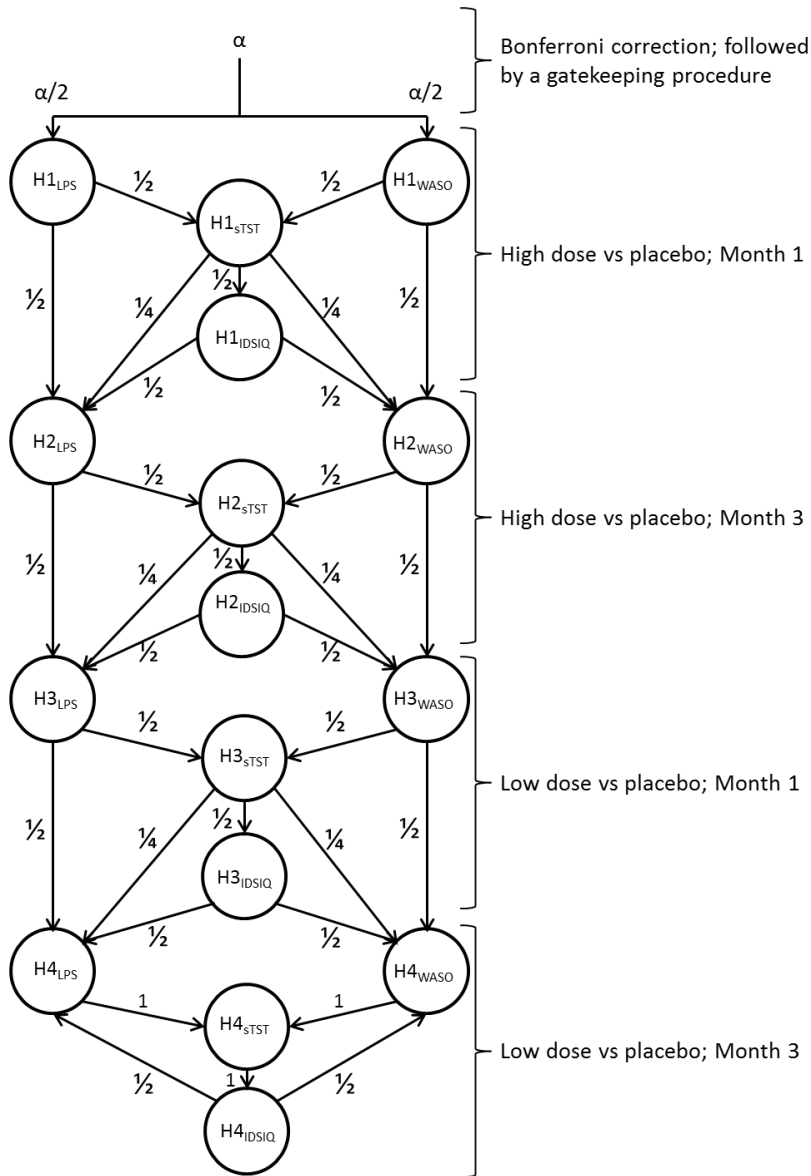 α
Bonferroni correction; followed
by a gatekeeping procedure
α/2
α/2
H1LPS
½
½
H1WASO
H1sTST
High dose vs placebo; Month 1
½
¼
½
¼
½
H1IDSIQ
½
½
H2LPS
H2WASO
½
½
H2sTST
High dose vs placebo; Month 3
½
¼
½
¼
½
H2IDSIQ
½
½
H3LPS
H3WASO
½
½
H3sTST
Low dose vs placebo; Month 1
½
¼
½
¼
½
H3IDSIQ
½
½
H4LPS
H4WASO
1
1
H4sTST
Low dose vs placebo; Month 3
½
1
½
H4IDSIQ